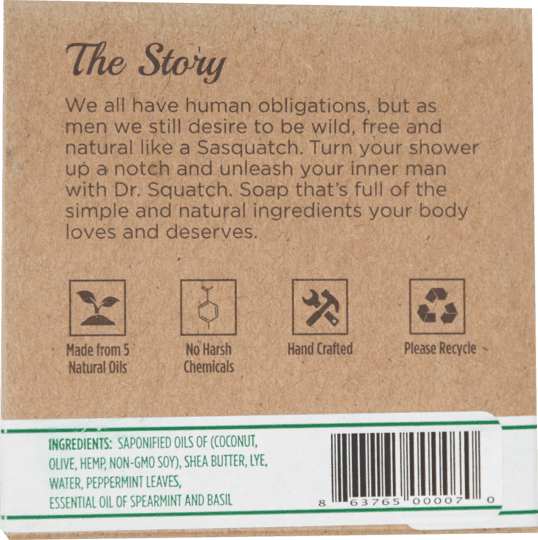 The Story
We all have human obligations, but as
men we still desire to be wild, free and
natural like a Sasquatch. Turn your shower
up a notch and unleash your inner man
with Dr. Squatch. Soap that's full of the
simple and natural ingredients your body
loves and deserves.
Made from 5
Natural Oils
No Harsh
Chemicals
Hand Crafted
Please Recycle
INGREDIENTS: SAPONIFIED OILS OF (COCONUT,
OLIVE, HEMP, NON-GMO SOY), SHEA BUTTER, LYE,
WATER, PEPPERMINT LEAVES,
ESSENTIAL OIL OF SPEARMINT AND BASIL
8 63765 00007 0